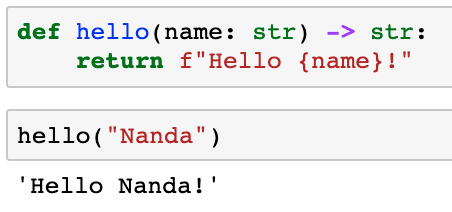 def hello(name: str) -> str:
    return f"Hello {name}!"
hello("Nanda")
'Hello Nanda!'